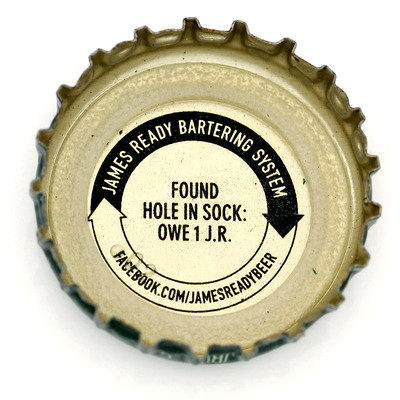 JAMES READY BARTERING SYSTEM
FOUND
HOLE IN SOCK:
OWE 1 J.R.
FACEBOOK.COM/JAMESREADYBEER